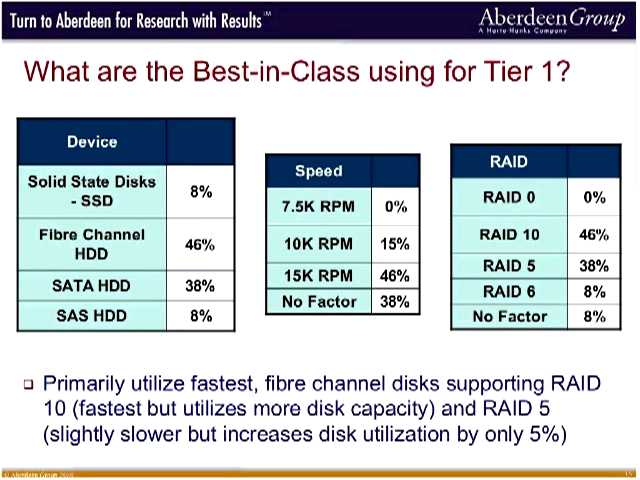 Turn to Aberdeen for Research with Results™
AberdeenGroup
A Harte-Hanks Company
What are the Best-in-Class using for Tier 1?
Device
Solid State Disks
- SSD
8%
Fibre Channel
HDD
46%
SATA HDD 38%
SAS HDD 8%
Speed
7.5K RPM 0%
10K RPM 15%
15K RPM 46%
No Factor 38%
RAID
RAID 0 0%
RAID 10 46%
RAID 5 38%
RAID 6 8%
No Factor 8%
Primarily utilize fastest, fibre channel disks supporting RAID
10 (fastest but utilizes more disk capacity) and RAID 5
(slightly slower but increases disk utilization by only 5%)
© Aberdeen Group